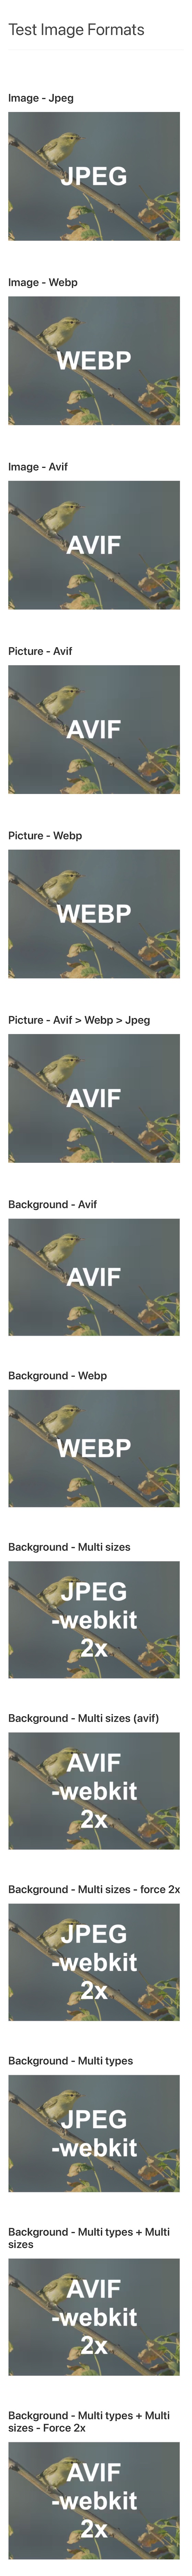 Test Image Formats
Image - Jpeg
JPEG
Image - Webp
WEBP
Image - Avif
AVIF
Picture - Avif
AVIF
Picture - Webp
WEBP
Picture - Avif > Webp > Jpeg
AVIF
Background - Avif
AVIF
Background - Webp
WEBP
Background - Multi sizes
JPEG
-webkit
2x
Background - Multi sizes (avif)
AVIF
-webkit
2x
Background - Multi sizes - force 2x
JPEG
-webkit
2x
Background - Multi types
JPEG
-webkit
Background - Multi types + Multi
sizes
AVIF
-webkit
2x
Background - Multi types + Multi
sizes - Force 2x
AVIF
-webkit
2x